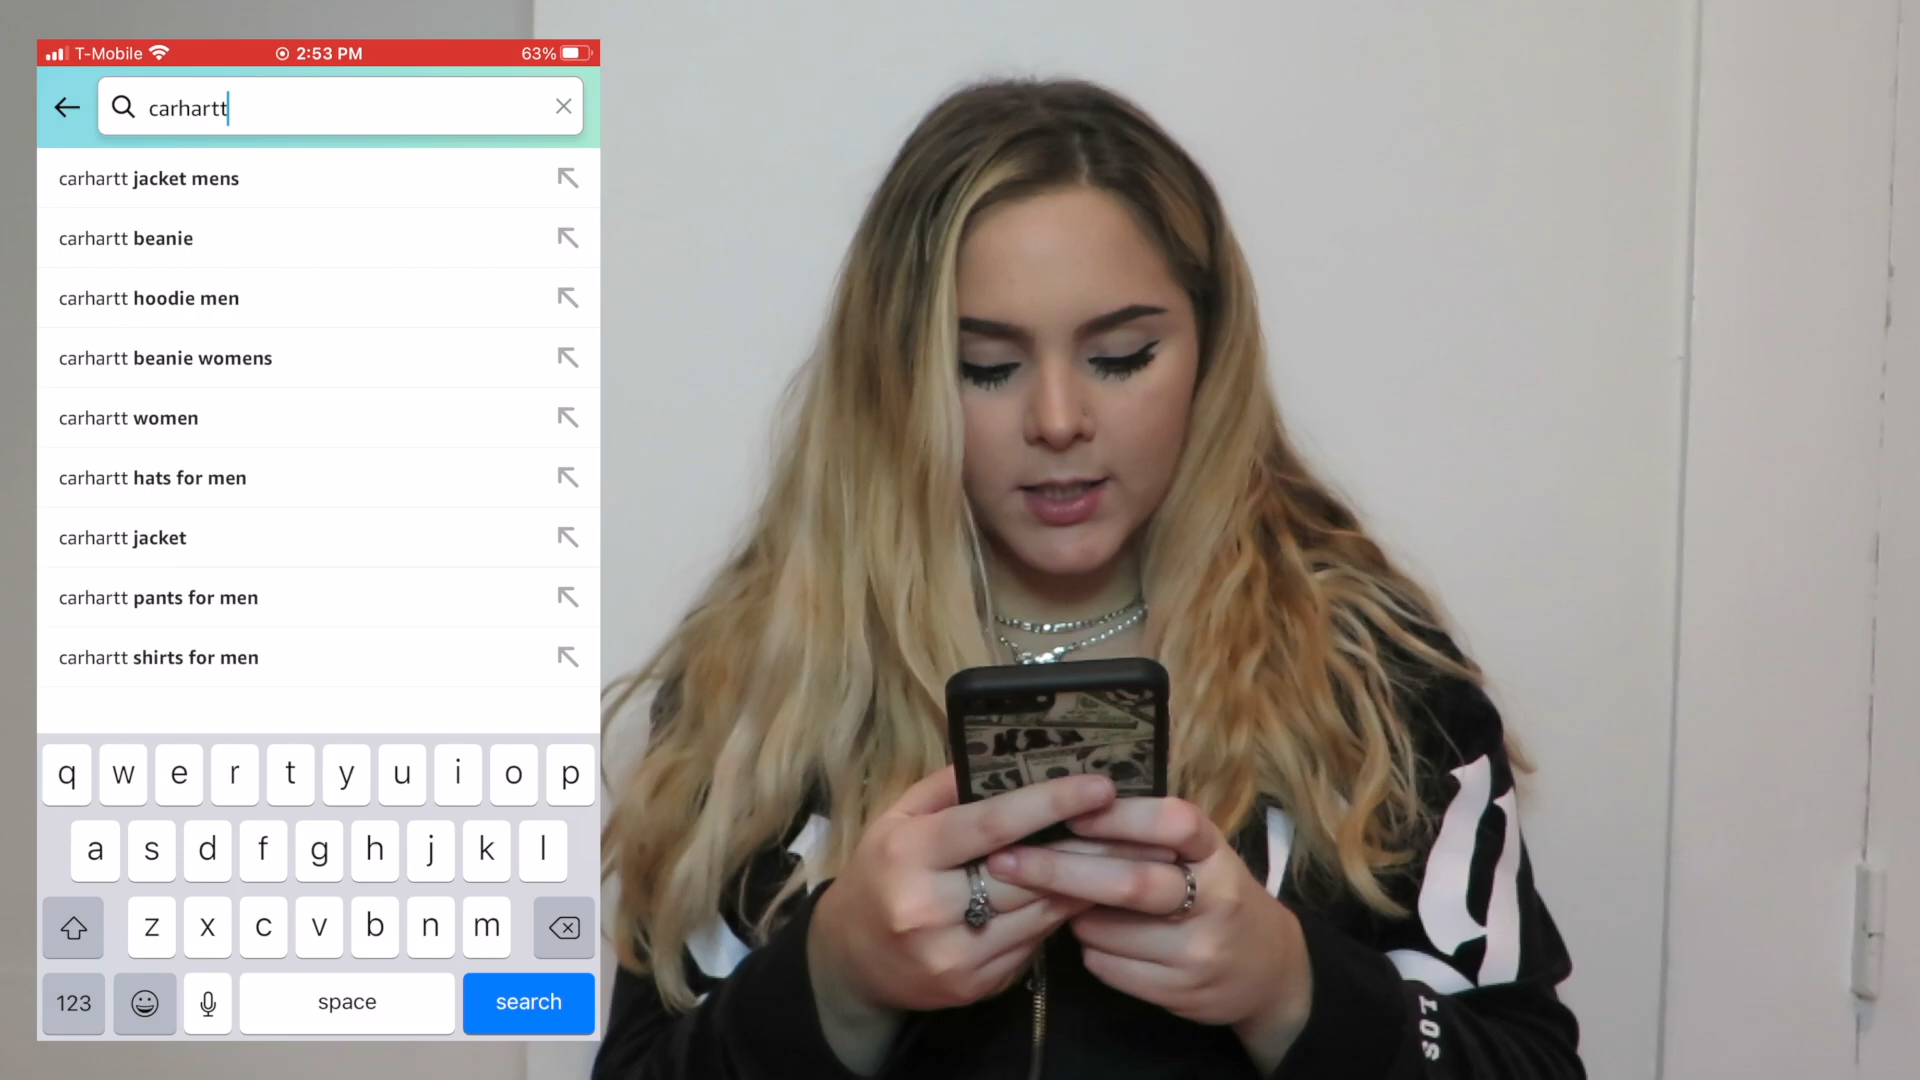 T-Mobile 2:53 PM 63%
carhartt
carhartt jacket mens
carhartt beanie
carhartt hoodie men
carhartt beanie womens
carhartt women
carhartt hats for men
carhartt jacket
carhartt pants for men
carhartt shirts for men
q w e r t y u i o p
a s d f g h j k l
z x c v b n m
123 space search
LOS